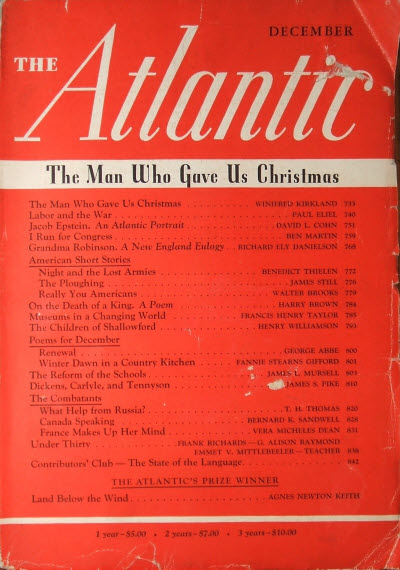 DECEMBER
THE Atlantic
The Man Who Gave Us Christmas
The Man Who Gave Us Christmas . . . . . . . . . . WINIFRED KIRKLAND 733
Labor and the War . . . . . . . . . . PAUL ELIEL 740
Jacob Epstein. An Atlantic Portrait . . . . . . . . . . DAVID L. COHN 751
I Run for Congress . . . . . . . . . . BEN MARTIN 759
Grandma Robinson. A New England Eulogy . . RICHARD ELY DANIELSON 768
American Short Stories
Night and the Lost Armies . . . . . . . . . . BENEDICT THIELEN 772
The Ploughing . . . . . . . . . . JAMES STILL 776
Really You Americans . . . . . . . . . . WALTER BROOKS 779
On the Death of a King. A Poem . . . . . . . . . . HARRY BROWN 784
Museums in a Changing World . . . . . . . . . . FRANCIS HENRY TAYLOR 785
The Children of Shallowford . . . . . . . . . . HENRY WILLIAMSON 793
Poems for December
Renewal . . . . . . . . . . GEORGE ABBE 800
Winter Dawn in a Country Kitchen . . . . FANNIE STEARNS GIFFORD 801
The Reform of the Schools . . . . . . . . . . JAMES L. MURSELL 803
Dickens, Carlyle, and Tennyson . . . . . . . . . . JAMES S. PIKE 810
The Combatants
What Help from Russia? . . . . . . . . . . T. H. THOMAS 820
Canada Speaking . . . . . . . . . . BERNARD K. SANDWELL 828
France Makes Up Her Mind . . . . . . . . . . VERA MICHELES DEAN 831
Under Thirty . . . . . . . . . . FRANK RICHARDS — G. ALISON RAYMOND
EMMET V. MITTLEBEELER — TEACHER 838
Contributors' Club — The State of the Language. . . . . . . . . . 842
THE ATLANTIC'S PRIZE WINNER
Land Below the Wind . . . . . . . . . . AGNES NEWTON KEITH
1 year—$5.00 • 2 years—$7.00 • 3 years—$10.00